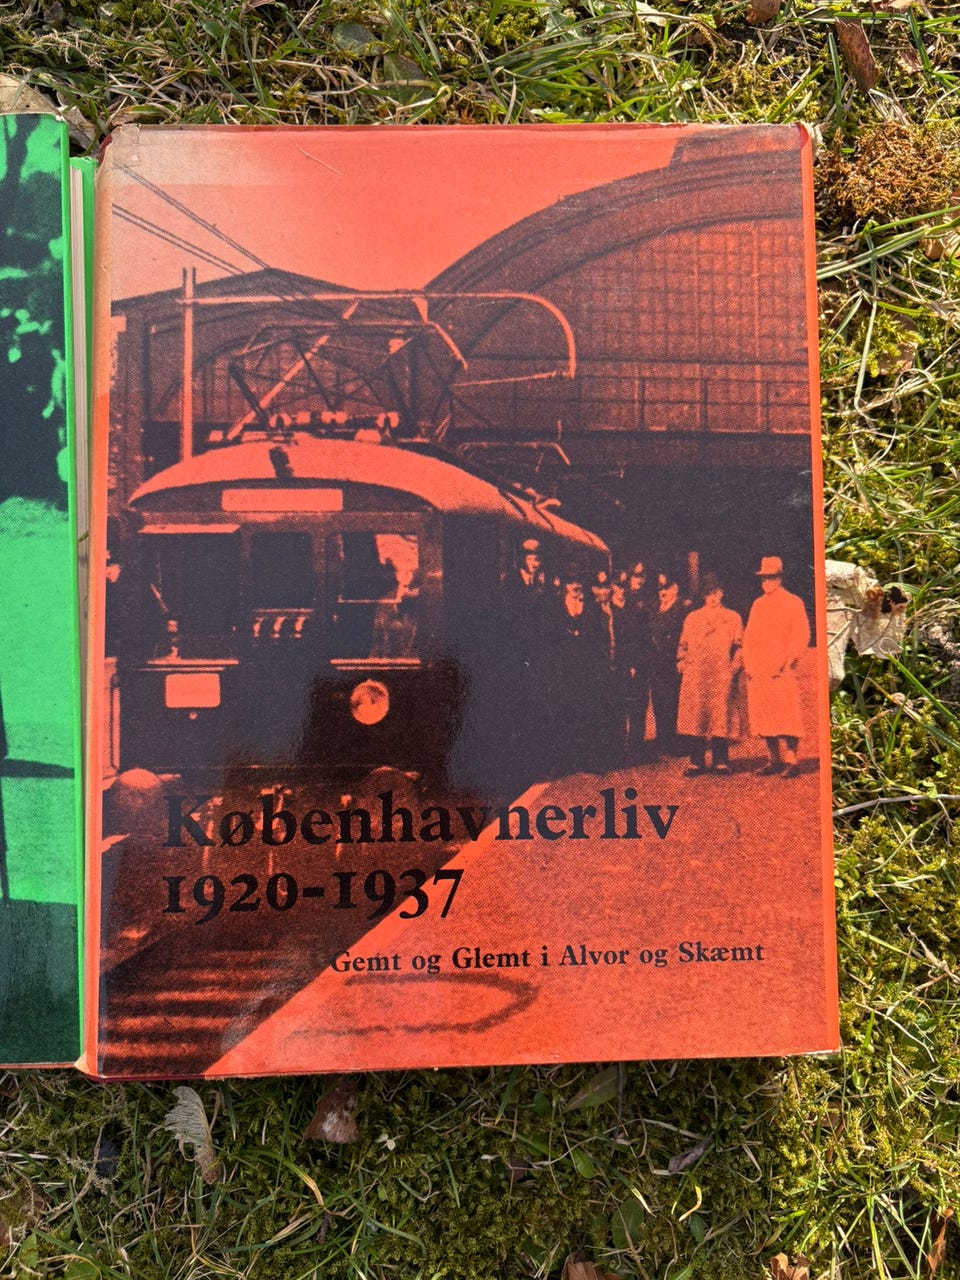 Københavnerliv
1920-1937
Gemt og Glemt i Alvor og Skæmt